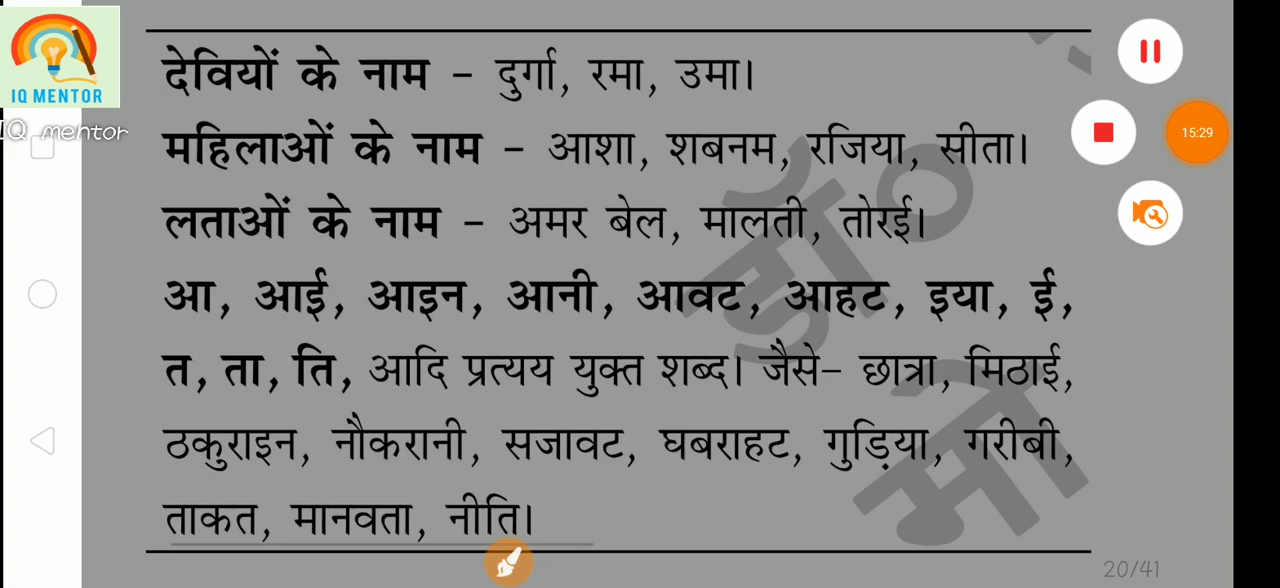 IQ MENTOR
IQ mentor
देवियों के नाम – दुर्गा, रमा, उमा।
महिलाओं के नाम – आशा, शबनम, रजिया, सीता।
लताओं के नाम – अमर बेल, मालती, तोरई।
आ, आई, आइन, आनी, आवट, आहट, इया, ई,
त, ता, ति, आदि प्रत्यय युक्त शब्द। जैसे– छात्रा, मिठाई,
ठकुराइन, नौकरानी, सजावट, घबराहट, गुड़िया, गरीबी,
ताकत, मानवता, नीति।
15:29
डॉ०
मो
20/41